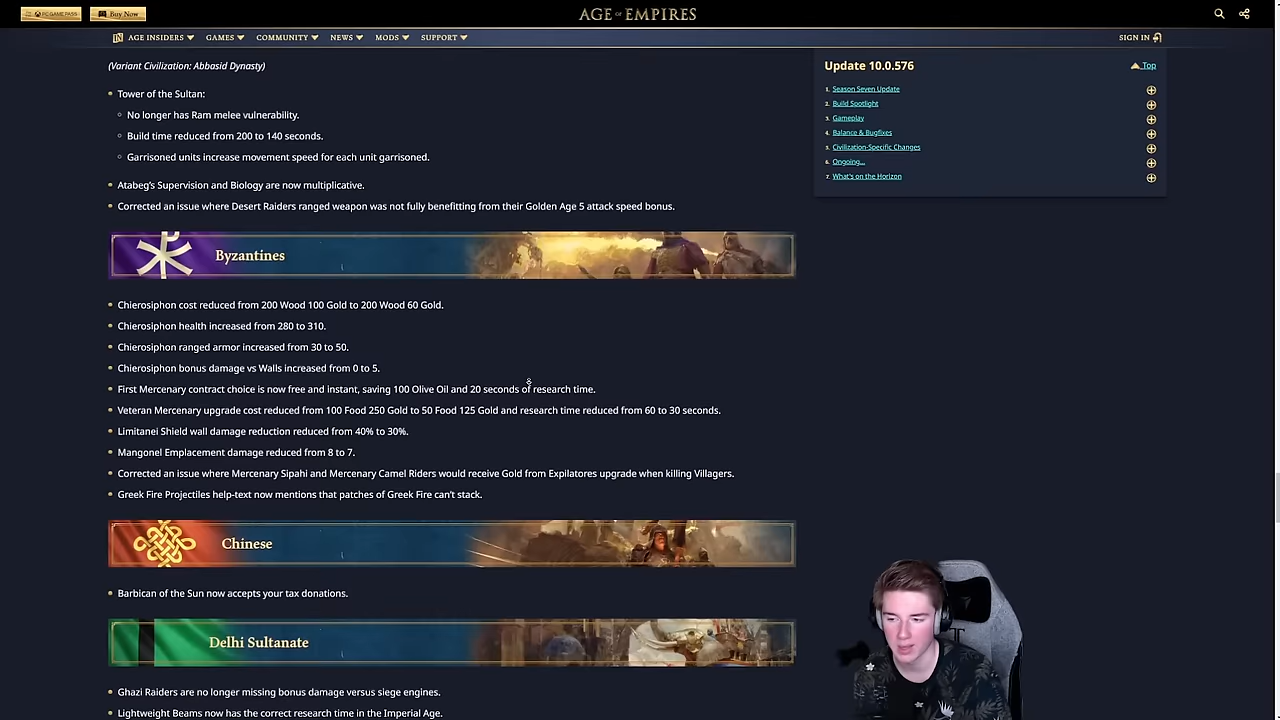 PC GAME PASS
Buy Now
AGE OF EMPIRES
AGE INSIDERS
GAMES
COMMUNITY
NEWS
MODS
SUPPORT
SIGN IN
(Variant Civilization: Abbasid Dynasty)
Tower of the Sultan:
No longer has Ram melee vulnerability.
Build time reduced from 200 to 140 seconds.
Garrisoned units increase movement speed for each unit garrisoned.
Atabeg's Supervision and Biology are now multiplicative.
Corrected an issue where Desert Raiders ranged weapon was not fully benefitting from their Golden Age 5 attack speed bonus.
Byzantines
Chierosiphon cost reduced from 200 Wood 100 Gold to 200 Wood 60 Gold.
Chierosiphon health increased from 280 to 310.
Chierosiphon ranged armor increased from 30 to 50.
Chierosiphon bonus damage vs Walls increased from 0 to 5.
First Mercenary contract choice is now free and instant, saving 100 Olive Oil and 20 seconds of research time.
Veteran Mercenary upgrade cost reduced from 100 Food 250 Gold to 50 Food 125 Gold and research time reduced from 60 to 30 seconds.
Limitanei Shield wall damage reduction reduced from 40% to 30%.
Mangonel Emplacement damage reduced from 8 to 7.
Corrected an issue where Mercenary Sipahi and Mercenary Camel Riders would receive Gold from Expilatores upgrade when killing Villagers.
Greek Fire Projectiles help-text now mentions that patches of Greek Fire can't stack.
Chinese
Barbican of the Sun now accepts your tax donations.
Delhi Sultanate
Ghazi Raiders are no longer missing bonus damage versus siege engines.
Lightweight Beams now has the correct research time in the Imperial Age.
Update 10.0.576
Top
1. Season Seven Update
2. Build Spotlight
3. Gameplay
4. Balance & Bugfixes
5. Civilization-Specific Changes
6. Ongoing...
7. What's on the Horizon